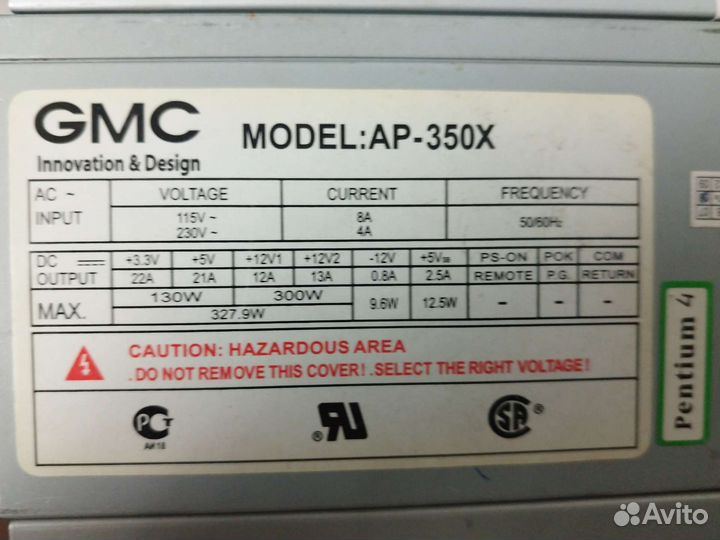 GMC
Innovation & Design
MODEL:AP-350X
AC ~ INPUT VOLTAGE CURRENT FREQUENCY
115V ~ 8A 50/60Hz
230V ~ 4A
DC OUTPUT +3.3V +5V +12V1 +12V2 -12V +5V PS-ON POK COM
22A 21A 12A 13A 0.8A 2.5A REMOTE P.G. RETURN
MAX. 130W 300W 9.6W 12.5W - - -
327.9W
CAUTION: HAZARDOUS AREA
.DO NOT REMOVE THIS COVER! .SELECT THE RIGHT VOLTAGE!
Pentium 4
Avito